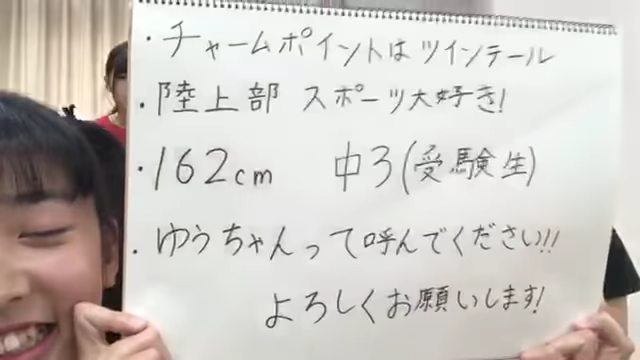 ・チャームポイントはツインテール
・陸上部 スポーツ大好き!
・162cm 中3(受験生)
・ゆうちゃんって呼んでください!!
よろしくお願いします!